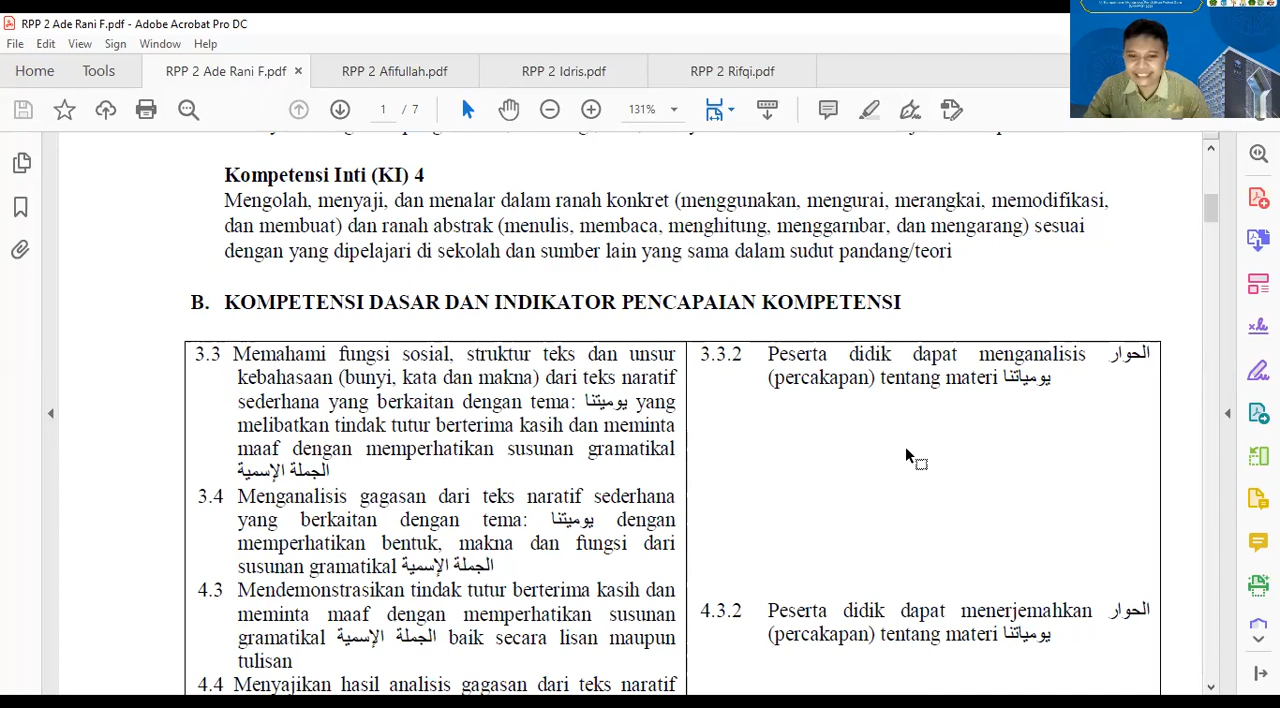 RPP 2 Ade Rani F.pdf - Adobe Acrobat Pro DC
File Edit View Sign Window Help
Home Tools RPP 2 Ade Rani F.pdf × RPP 2 Afifullah.pdf RPP 2 Idris.pdf RPP 2 Rifqi.pdf
1 / 7 131%
Kompetensi Inti (KI) 4
Mengolah, menyaji, dan menalar dalam ranah konkret (menggunakan, mengurai, merangkai, memodifikasi,
dan membuat) dan ranah abstrak (menulis, membaca, menghitung, menggarnbar, dan mengarang) sesuai
dengan yang dipelajari di sekolah dan sumber lain yang sama dalam sudut pandang/teori
B. KOMPETENSI DASAR DAN INDIKATOR PENCAPAIAN KOMPETENSI
3.3 Memahami fungsi sosial, struktur teks dan unsur
kebahasaan (bunyi, kata dan makna) dari teks naratif
sederhana yang berkaitan dengan tema: يوميتنا yang
melibatkan tindak tutur berterima kasih dan meminta
maaf dengan memperhatikan susunan gramatikal
الجملة الإسمية
3.4 Menganalisis gagasan dari teks naratif sederhana
yang berkaitan dengan tema: يوميتنا dengan
memperhatikan bentuk, makna dan fungsi dari
susunan gramatikal الجملة الإسمية
4.3 Mendemonstrasikan tindak tutur berterima kasih dan
meminta maaf dengan memperhatikan susunan
gramatikal الجملة الإسمية baik secara lisan maupun
tulisan
4.4 Menyajikan hasil analisis gagasan dari teks naratif
3.3.2 Peserta didik dapat menganalisis الحوار
(percakapan) tentang materi يومياتنا
4.3.2 Peserta didik dapat menerjemahkan الحوار
(percakapan) tentang materi يومياتنا